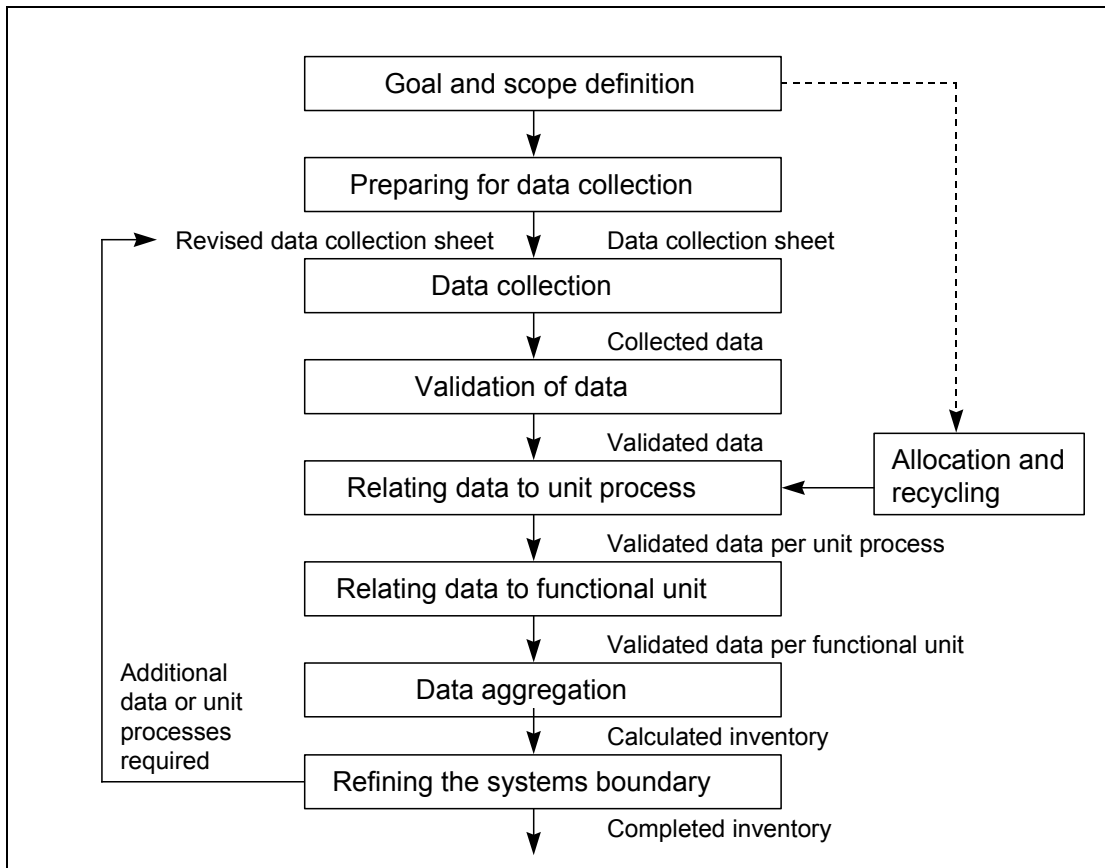 Goal and scope definition
Preparing for data collection
Revised data collection sheet
Data collection sheet
Data collection
Collected data
Validation of data
Validated data
Allocation and
recycling
Relating data to unit process
Validated data per unit process
Relating data to functional unit
Validated data per functional unit
Additional
data or unit
processes
required
Data aggregation
Calculated inventory
Refining the systems boundary
Completed inventory